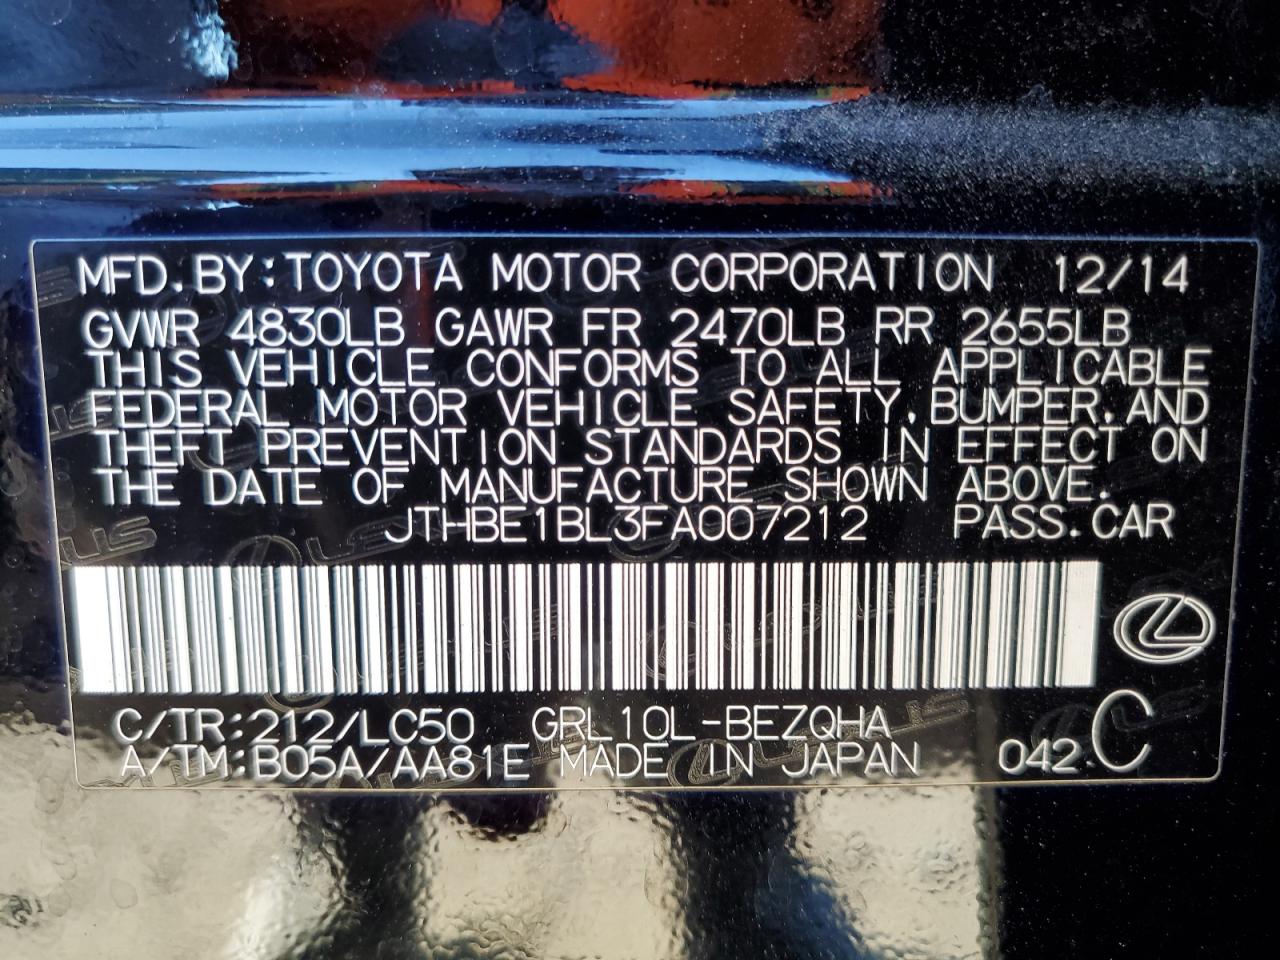 MFD.BY:TOYOTA MOTOR CORPORATION 12/14
GVWR 4830LB GAWR FR 2470LB RR 2655LB
THIS VEHICLE CONFORMS TO ALL APPLICABLE
FEDERAL MOTOR VEHICLE SAFETY,BUMPER,AND
THEFT PREVENTION STANDARDS IN EFFECT ON
THE DATE OF MANUFACTURE SHOWN ABOVE.
JTHBE1BL3FA007212 PASS.CAR
C/TR:212/LC50 GRL10L-BEZQHA
A/TM:B05A/AA81E MADE IN JAPAN 042 C